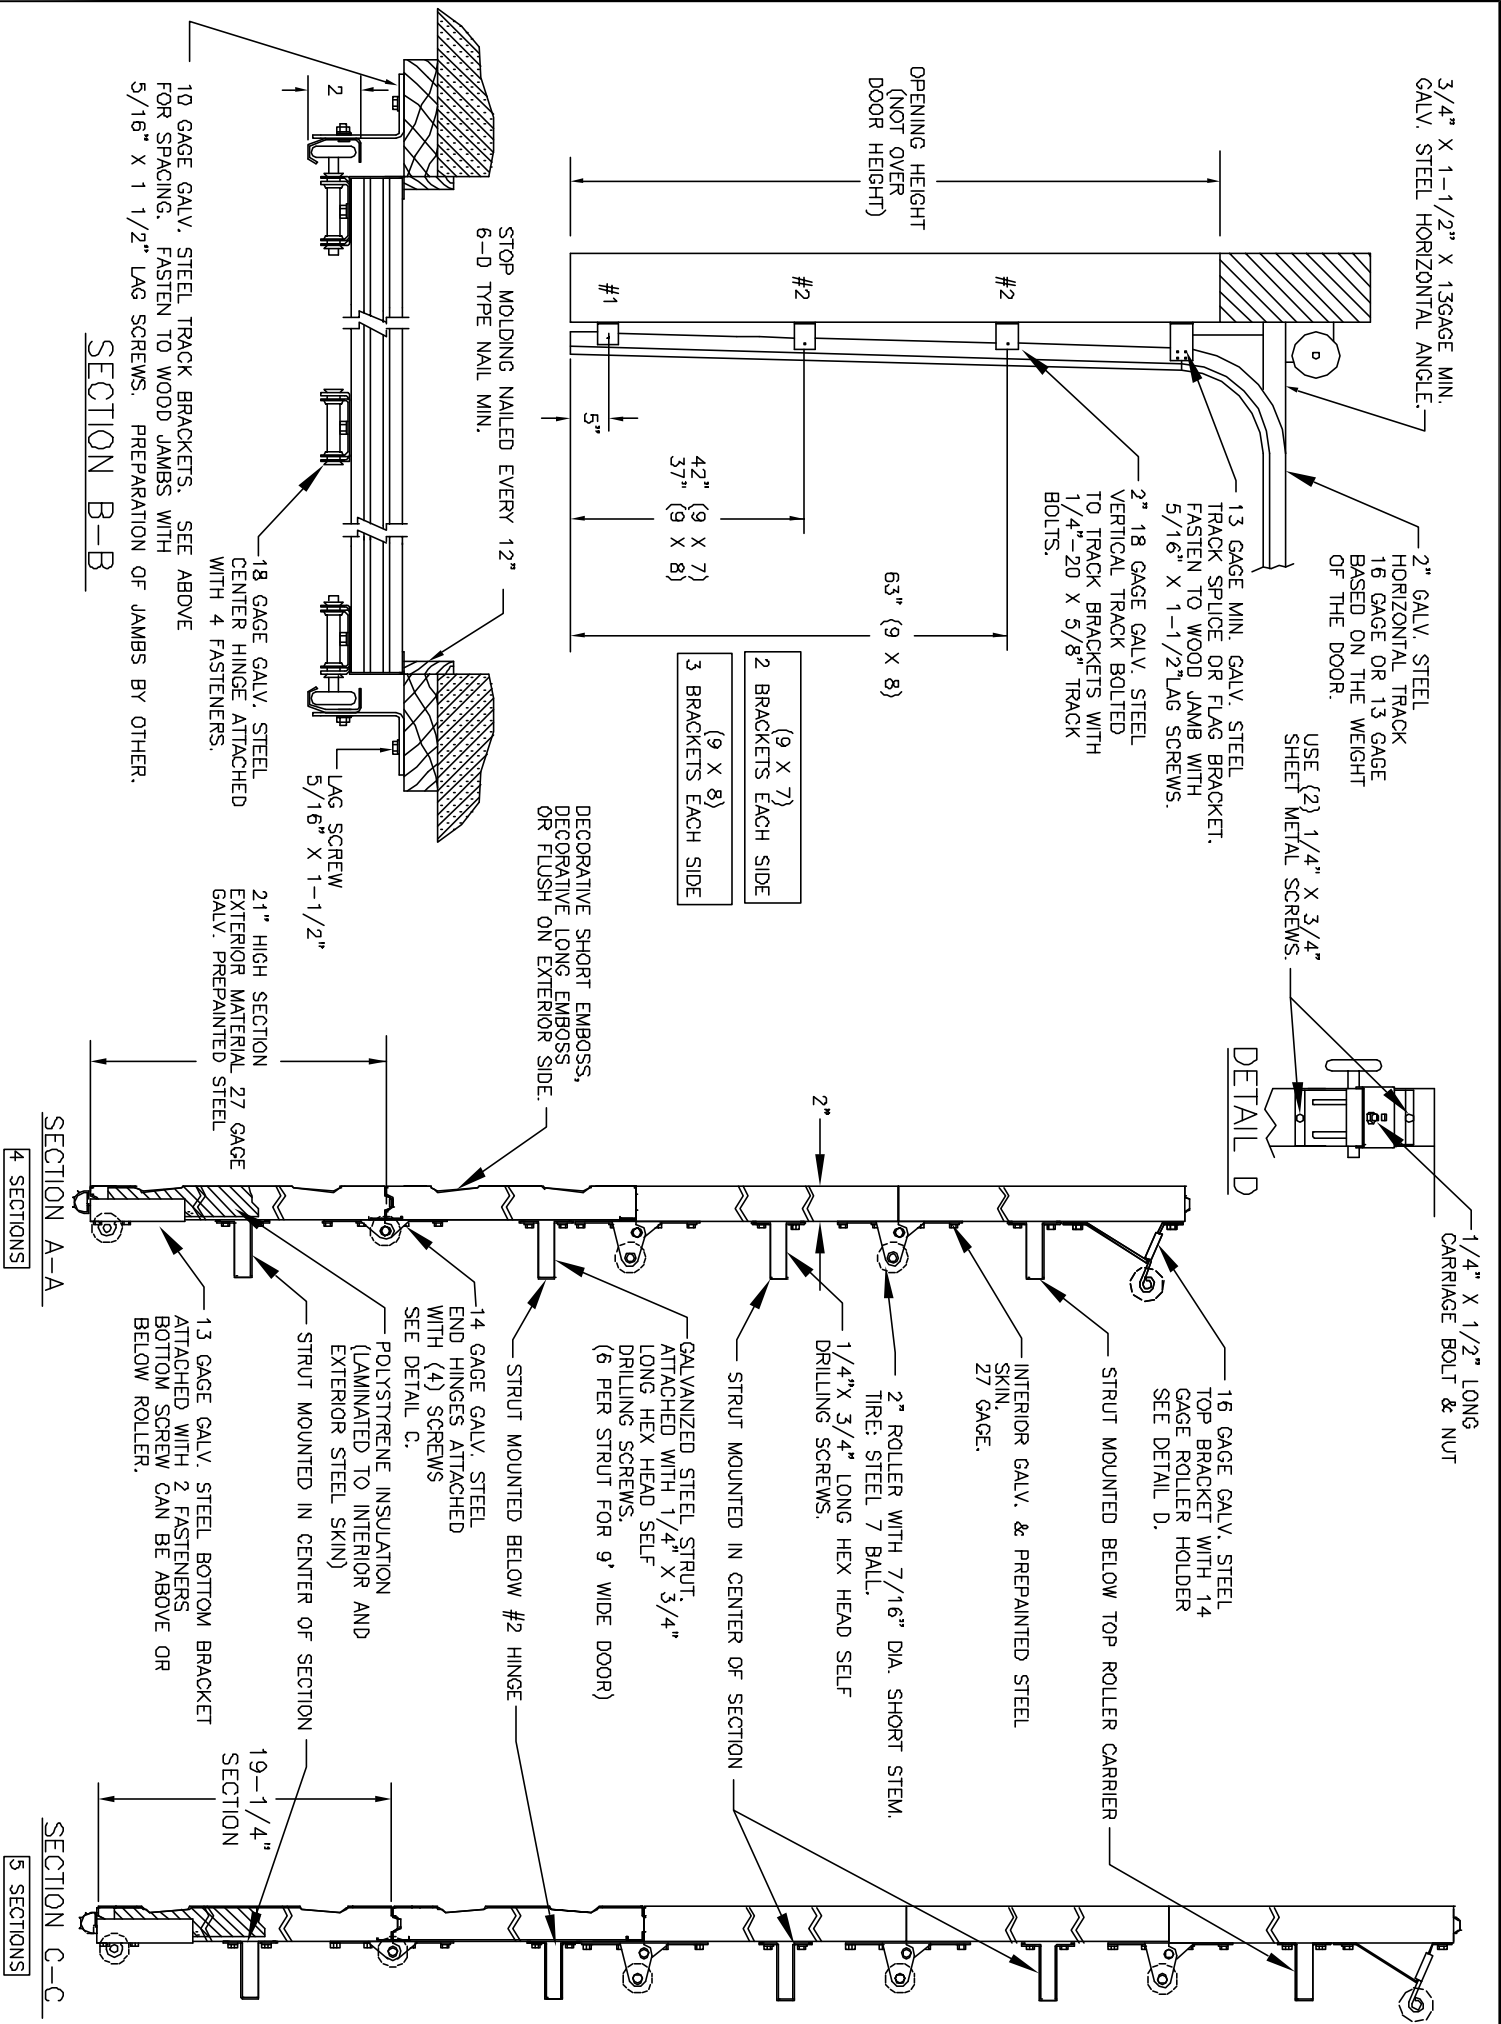 3/4" X 1-1/2" X 13GAGE MIN.
GALV. STEEL HORIZONTAL ANGLE.
2" GALV. STEEL
HORIZONTAL TRACK
16 GAGE OR 13 GAGE
BASED ON THE WEIGHT
OF THE DOOR.
13 GAGE MIN. GALV. STEEL
TRACK SPLICE OR FLAG BRACKET.
FASTEN TO WOOD JAMB WITH
5/16" X 1-1/2"LAG SCREWS.
2" 18 GAGE GALV. STEEL
VERTICAL TRACK BOLTED
TO TRACK BRACKETS WITH
1/4"-20 X 5/8" TRACK
BOLTS.
OPENING HEIGHT
(NOT OVER
DOOR HEIGHT)
#1
#2
#2
5"
42" (9 X 7)
37" (9 X 8)
63" (9 X 8)
(9 X 7)
2 BRACKETS EACH SIDE
(9 X 8)
3 BRACKETS EACH SIDE
STOP MOLDING NAILED EVERY 12"
6-D TYPE NAIL MIN.
2
LAG SCREW
5/16" X 1-1/2"
18 GAGE GALV. STEEL
CENTER HINGE ATTACHED
WITH 4 FASTENERS.
10 GAGE GALV. STEEL TRACK BRACKETS. SEE ABOVE
FOR SPACING. FASTEN TO WOOD JAMBS WITH
5/16" X 1 1/2" LAG SCREWS. PREPARATION OF JAMBS BY OTHER.
SECTION B-B
USE (2) 1/4" X 3/4"
SHEET METAL SCREWS.
1/4" X 1/2" LONG
CARRIAGE BOLT & NUT
DETAIL D
16 GAGE GALV. STEEL
TOP BRACKET WITH 14
GAGE ROLLER HOLDER
SEE DETAIL D.
STRUT MOUNTED BELOW TOP ROLLER CARRIER
INTERIOR GALV. & PREPAINTED STEEL
SKIN.
27 GAGE.
2" ROLLER WITH 7/16" DIA. SHORT STEM.
TIRE: STEEL 7 BALL.
2"
1/4"X 3/4" LONG HEX HEAD SELF
DRILLING SCREWS.
STRUT MOUNTED IN CENTER OF SECTION
GALVANIZED STEEL STRUT.
ATTACHED WITH 1/4" X 3/4"
LONG HEX HEAD SELF
DRILLING SCREWS.
(6 PER STRUT FOR 9' WIDE DOOR)
DECORATIVE SHORT EMBOSS,
DECORATIVE LONG EMBOSS
OR FLUSH ON EXTERIOR SIDE.
STRUT MOUNTED BELOW #2 HINGE
14 GAGE GALV. STEEL
END HINGES ATTACHED
WITH (4) SCREWS
SEE DETAIL C.
POLYSTYRENE INSULATION
(LAMINATED TO INTERIOR AND
EXTERIOR STEEL SKIN)
STRUT MOUNTED IN CENTER OF SECTION
21" HIGH SECTION
EXTERIOR MATERIAL 27 GAGE
GALV. PREPAINTED STEEL
13 GAGE GALV. STEEL BOTTOM BRACKET
ATTACHED WITH 2 FASTENERS
BOTTOM SCREW CAN BE ABOVE OR
BELOW ROLLER.
SECTION A-A
4 SECTIONS
19-1/4"
SECTION
SECTION C-C
5 SECTIONS